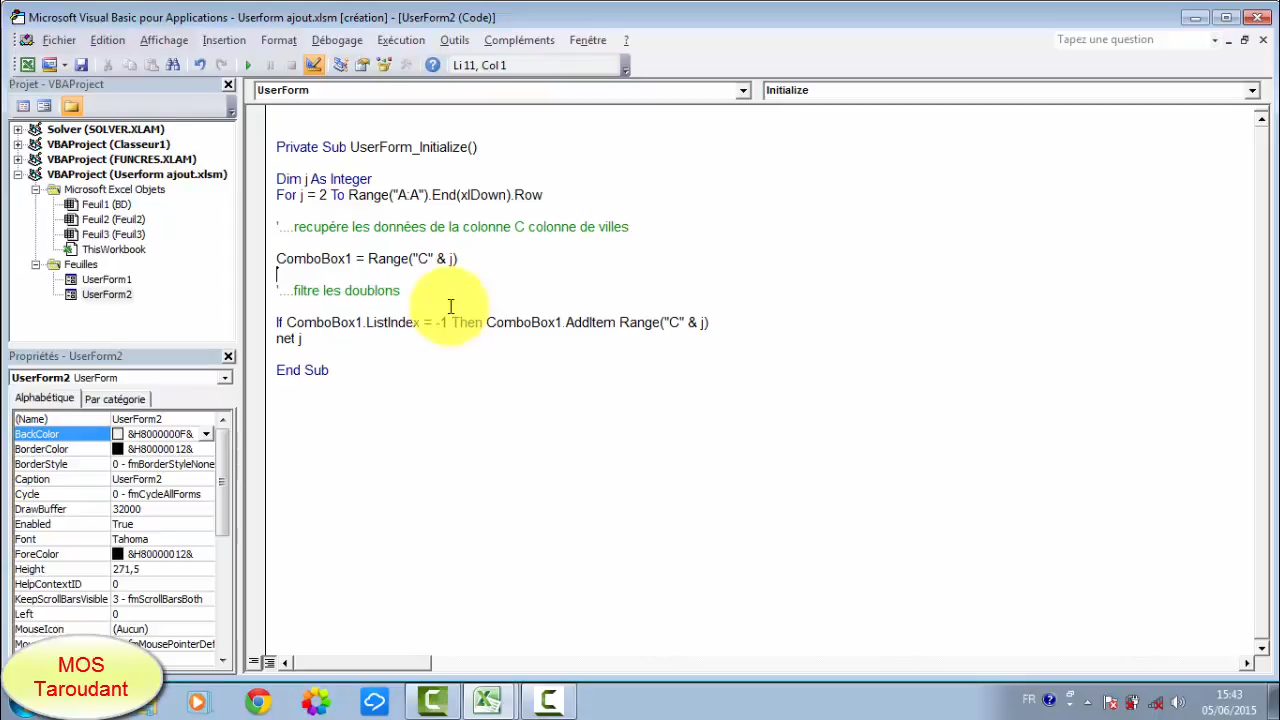 Microsoft Visual Basic pour Applications - Userform ajout.xlsm [création] - [UserForm2 (Code)]
Fichier Edition Affichage Insertion Format Débogage Exécution Outils Compléments Fenêtre ?
Tapez une question
Li 11, Col 1
Projet - VBAProject
UserForm
Initialize
Solver (SOLVER.XLAM)
VBAProject (Classeur1)
VBAProject (FUNCRES.XLAM)
VBAProject (Userform ajout.xlsm)
Microsoft Excel Objets
Feuil1 (BD)
Feuil2 (Feuil2)
Feuil3 (Feuil3)
ThisWorkbook
Feuilles
UserForm1
UserForm2
Private Sub UserForm_Initialize()
Dim j As Integer
For j = 2 To Range("A:A").End(xlDown).Row
'....recupére les données de la colonne C colonne de villes
ComboBox1 = Range("C" & j)
'....filtre les doublons
If ComboBox1.ListIndex = -1 Then ComboBox1.AddItem Range("C" & j)
net j
End Sub
Propriétés - UserForm2
UserForm2 UserForm
Alphabétique Par catégorie
(Name) UserForm2
BackColor &H8000000F&
BorderColor &H80000012&
BorderStyle 0 - fmBorderStyleNone
Caption UserForm2
Cycle 0 - fmCycleAllForms
DrawBuffer 32000
Enabled True
Font Tahoma
ForeColor &H80000012&
Height 271,5
HelpContextID 0
KeepScrollBarsVisible 3 - fmScrollBarsBoth
Left 0
MouseIcon (Aucun)
fmMousePointerDef
MOS
Taroudant
FR
15:43
05/06/2015